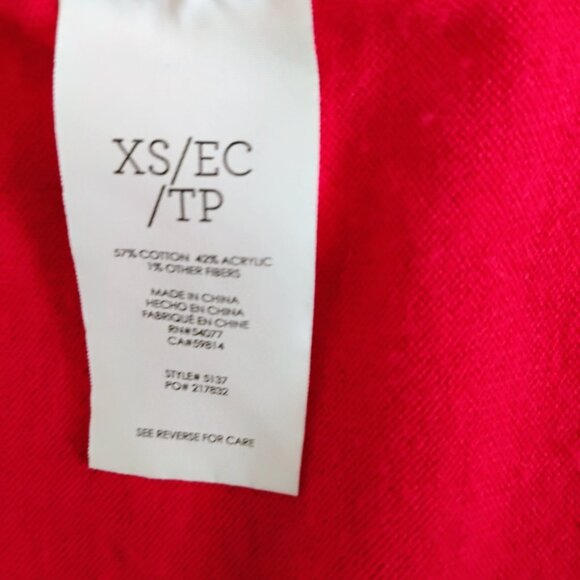 XS/EC
/TP
57% COTTON 42% ACRYLIC
1% OTHER FIBERS
MADE IN CHINA
HECHO EN CHINA
FABRIQUÉ EN CHINE
RN#54077
CA#59814
STYLE# 5137
PO# 217832
SEE REVERSE FOR CARE